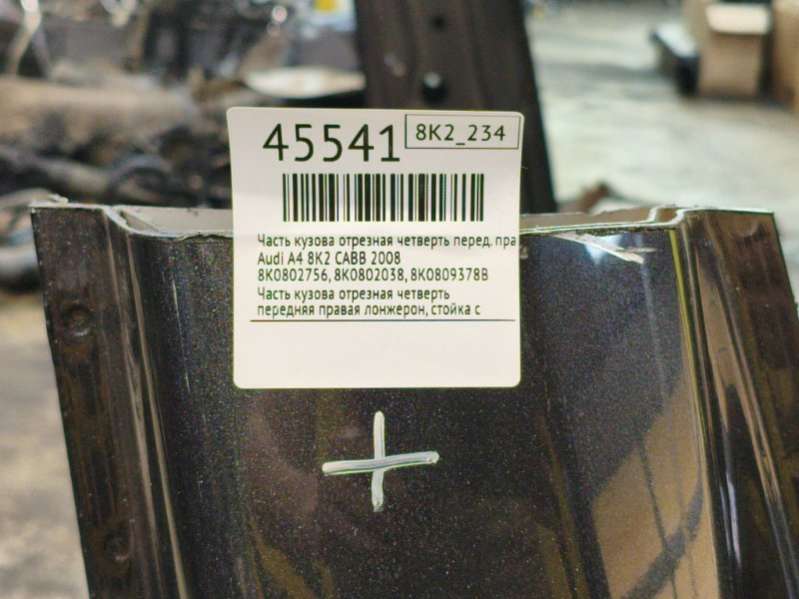 45541
8K2_234
Часть кузова отрезная четверть перед, пра
Audi A4 8K2 CABB 2008
8K0802756, 8K0802038, 8K0809378B
Часть кузова отрезная четверть
передняя правая лонжерон, стойка с